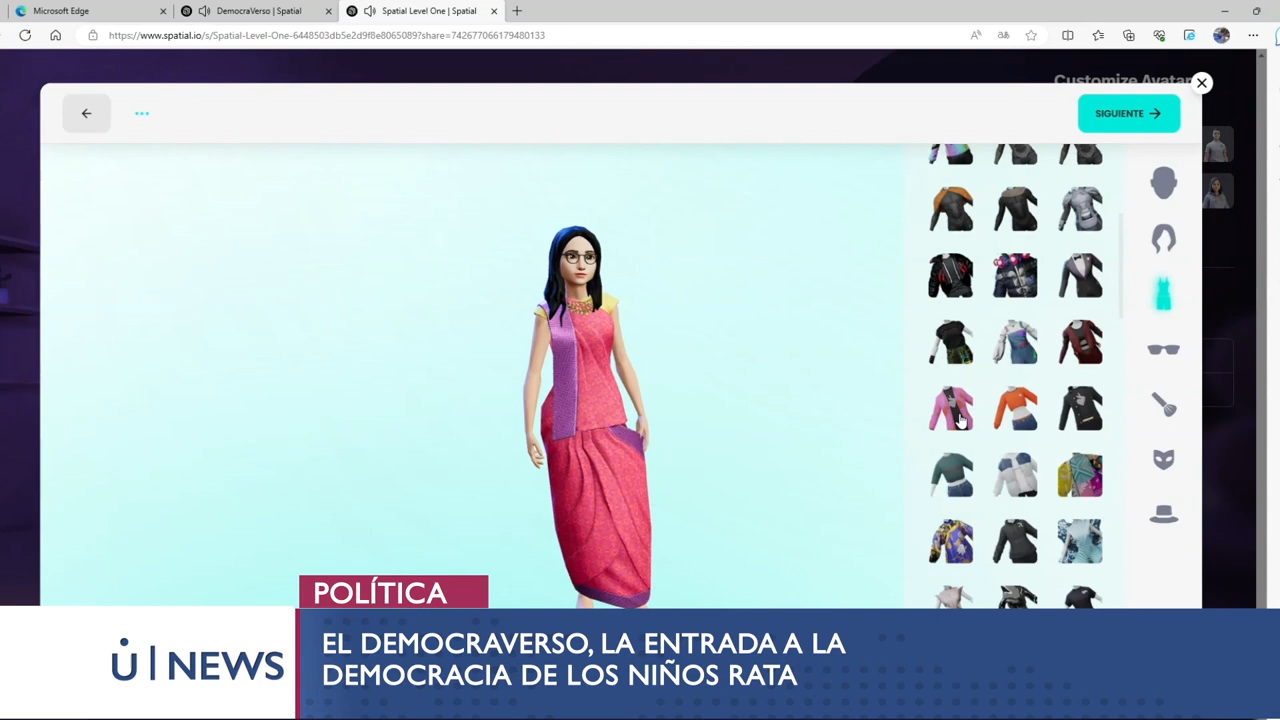 Microsoft Edge
DemocraVerso | Spatial
Spatial Level One | Spatial
https://www.spatial.io/s/Spatial-Level-One-6448503db5e2d9f8e8065089?share=742677066179480133
Customize Avatar
SIGUIENTE
POLÍTICA
EL DEMOCRAVERSO, LA ENTRADA A LA
DEMOCRACIA DE LOS NIÑOS RATA
U | NEWS